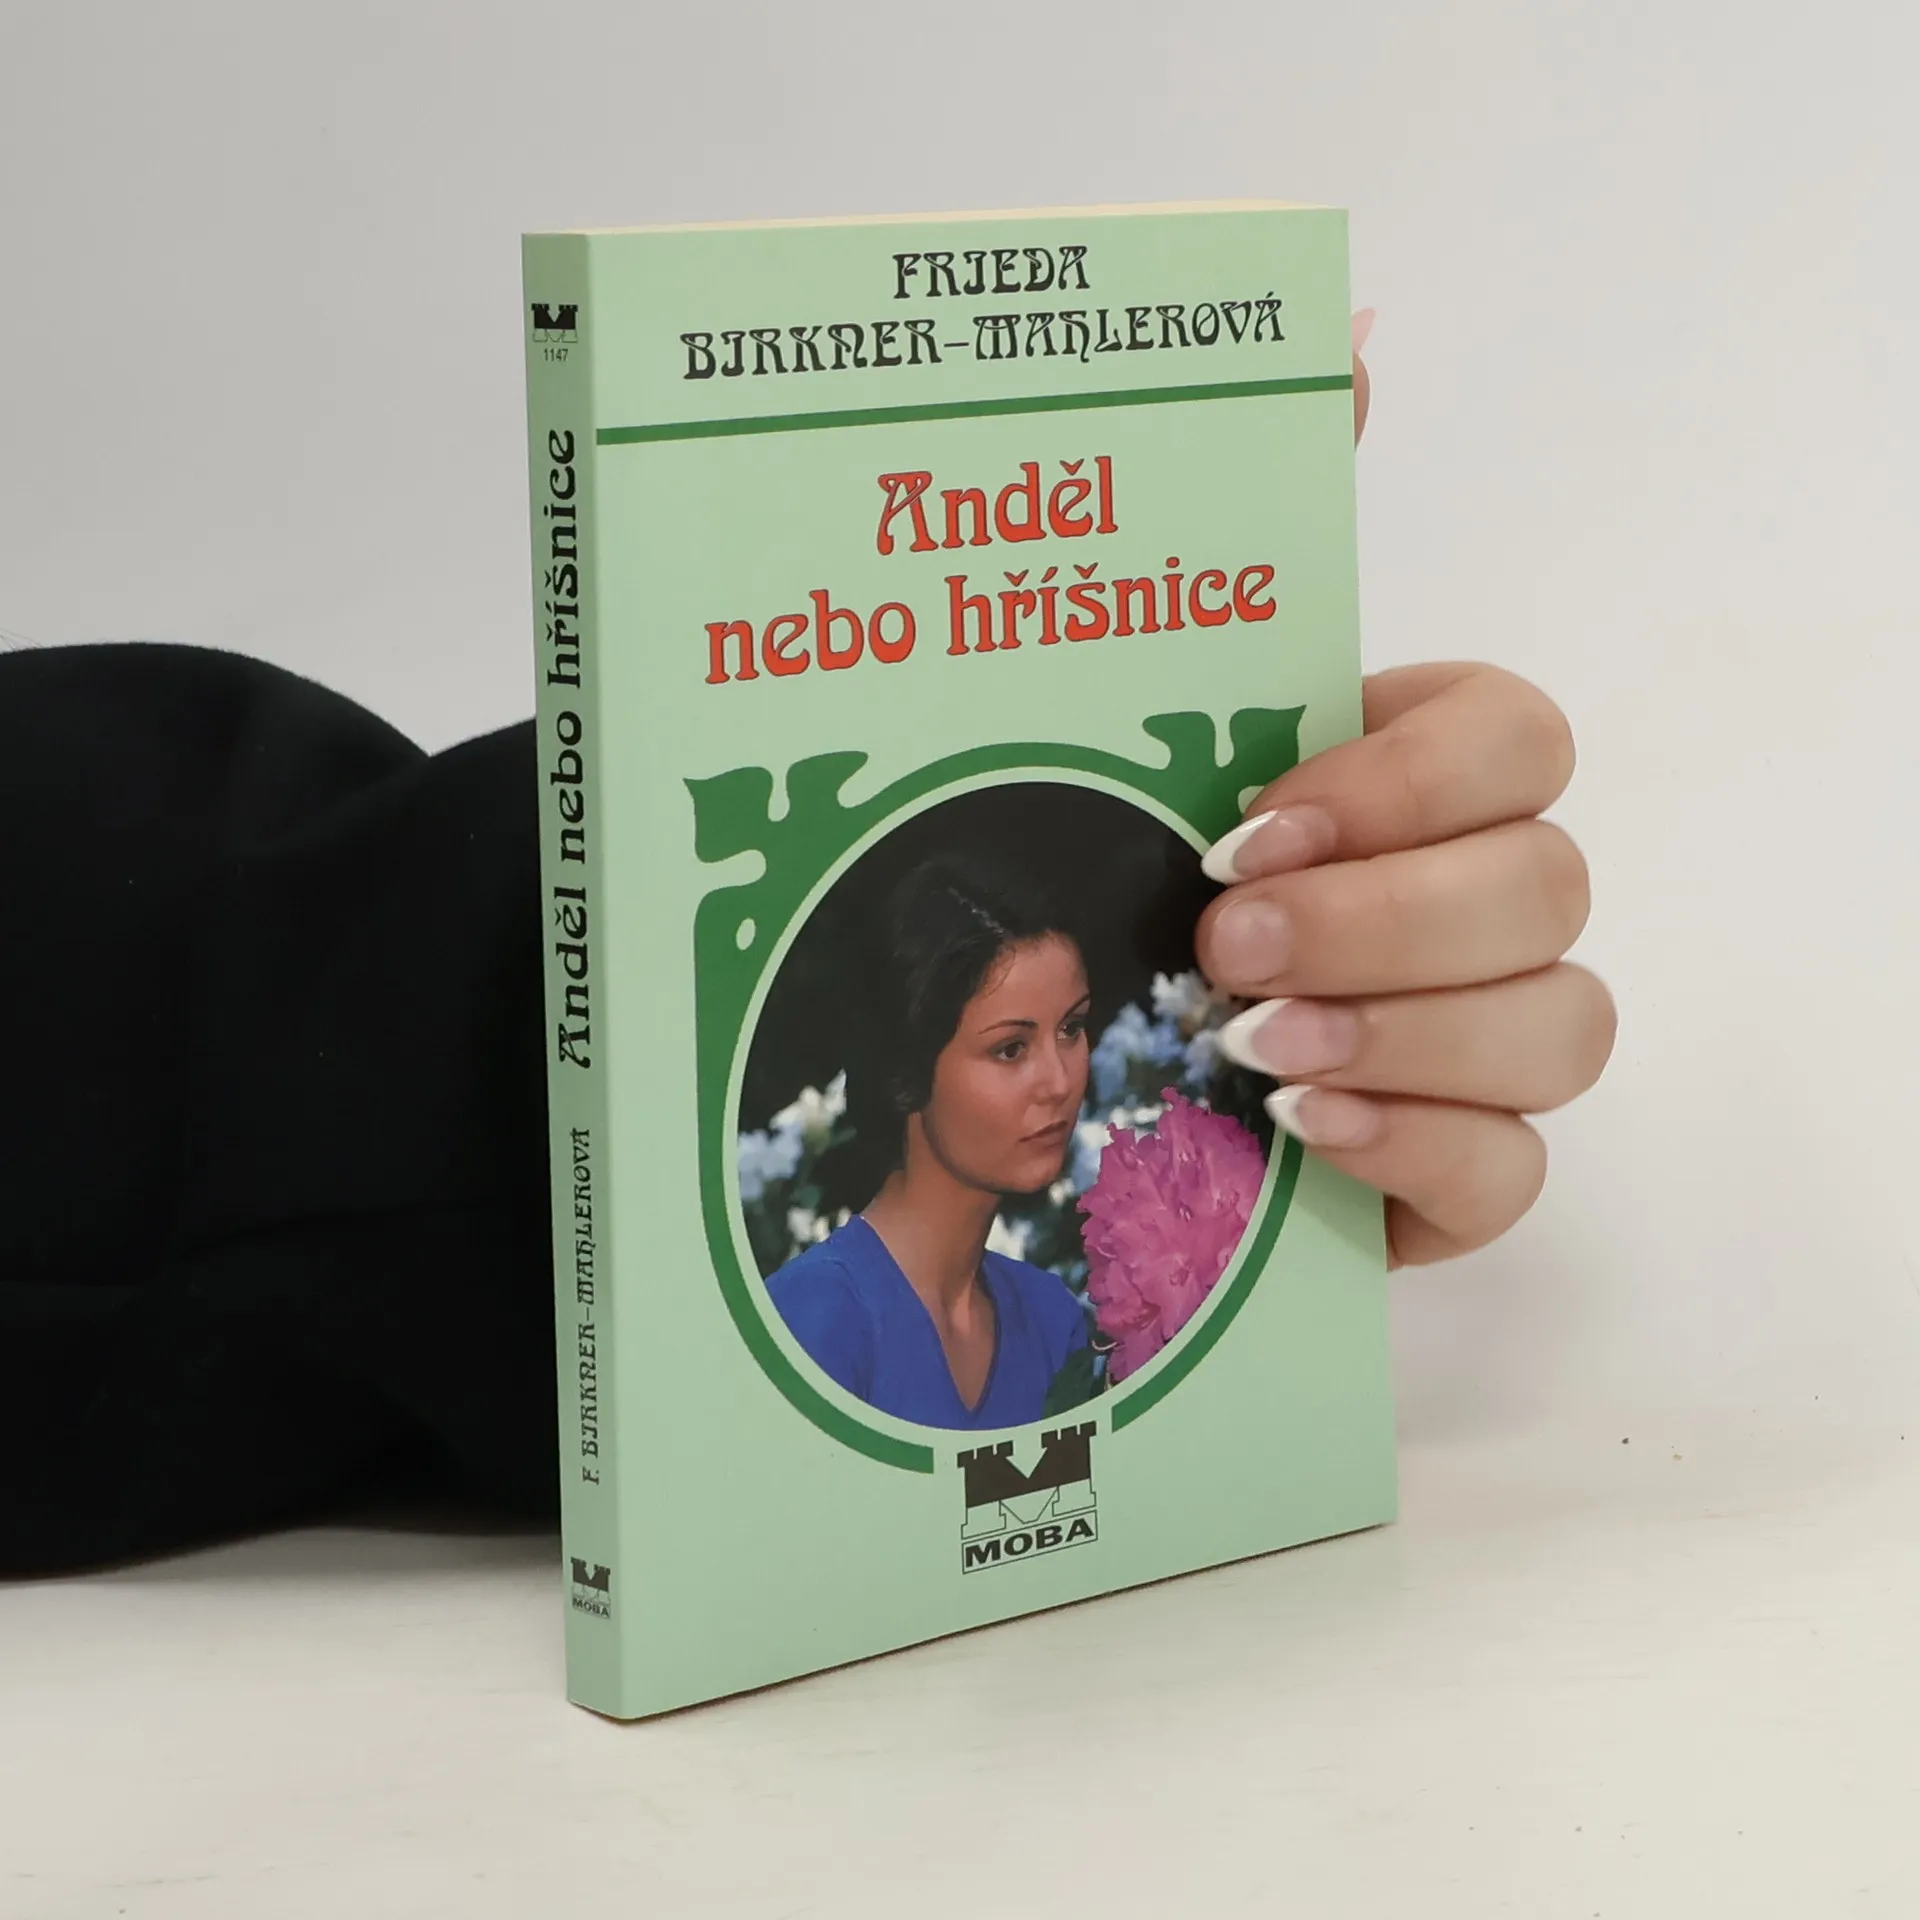 FRIEDA
BIRKNER-MAHLEROVÁ
Anděl
nebo hříšnice
MOBA
1147
Anděl nebo hříšnice
F. BIRKNER-MAHLEROVÁ
MOBA